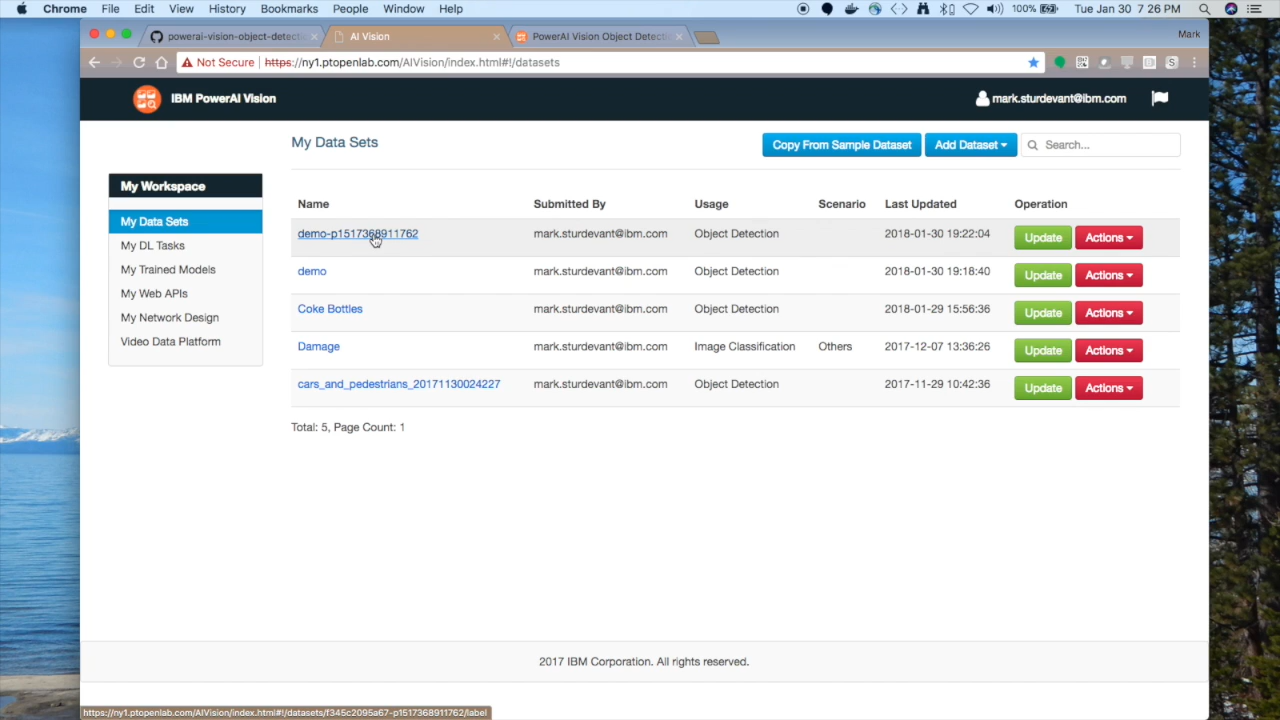 Chrome File Edit View History Bookmarks People Window Help 100% Tue Jan 30 7:26 PM
powerai-vision-object-detectio AI Vision PowerAI Vision Object Detectio Mark
Not Secure https://ny1.ptopenlab.com/AIVision/index.html#!/datasets
IBM PowerAI Vision mark.sturdevant@ibm.com
My Data Sets Copy From Sample Dataset Add Dataset Search...
My Workspace
My Data Sets
My DL Tasks
My Trained Models
My Web APIs
My Network Design
Video Data Platform
Name Submitted By Usage Scenario Last Updated Operation
demo-p1517368911762 mark.sturdevant@ibm.com Object Detection 2018-01-30 19:22:04 Update Actions
demo mark.sturdevant@ibm.com Object Detection 2018-01-30 19:18:40 Update Actions
Coke Bottles mark.sturdevant@ibm.com Object Detection 2018-01-29 15:56:36 Update Actions
Damage mark.sturdevant@ibm.com Image Classification Others 2017-12-07 13:36:26 Update Actions
cars_and_pedestrians_20171130024227 mark.sturdevant@ibm.com Object Detection 2017-11-29 10:42:36 Update Actions
Total: 5, Page Count: 1
2017 IBM Corporation. All rights reserved.
https://ny1.ptopenlab.com/AIVision/index.html#!/datasets/f345c2095a67-p1517368911762/label